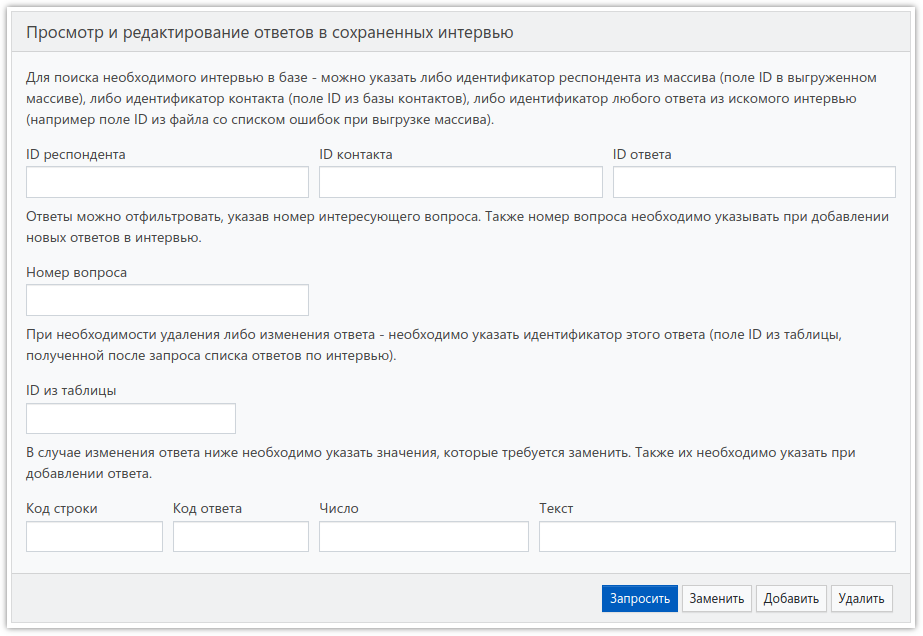 Просмотр и редактирование ответов в сохраненных интервью
Для поиска необходимого интервью в базе - можно указать либо идентификатор респондента из массива (поле ID в выгруженном
массиве), либо идентификатор контакта (поле ID из базы контактов), либо идентификатор любого ответа из искомого интервью
(например поле ID из файла со списком ошибок при выгрузке массива).
ID респондента ID контакта ID ответа
Ответы можно отфильтровать, указав номер интересующего вопроса. Также номер вопроса необходимо указывать при добавлении
новых ответов в интервью.
Номер вопроса
При необходимости удаления либо изменения ответа - необходимо указать идентификатор этого ответа (поле ID из таблицы,
полученной после запроса списка ответов по интервью).
ID из таблицы
В случае изменения ответа ниже необходимо указать значения, которые требуется заменить. Также их необходимо указать при
добавлении ответа.
Код строки Код ответа Число Текст
Запросить Заменить Добавить Удалить